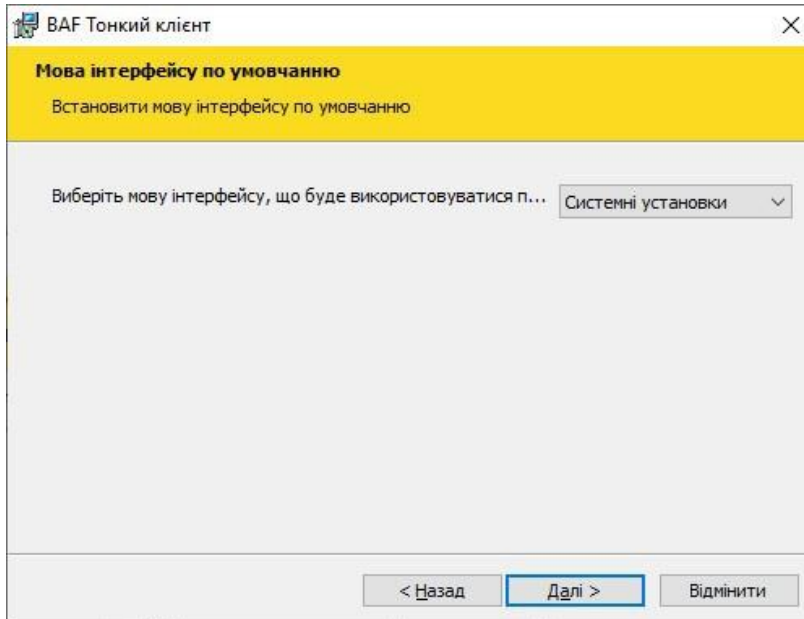 BAF Тонкий клієнт
Мова інтерфейсу по умовчанню
Встановити мову інтерфейсу по умовчанню
Виберіть мову інтерфейсу, що буде використовуватися п... Системні установки
< Назад Далі > Відмінити